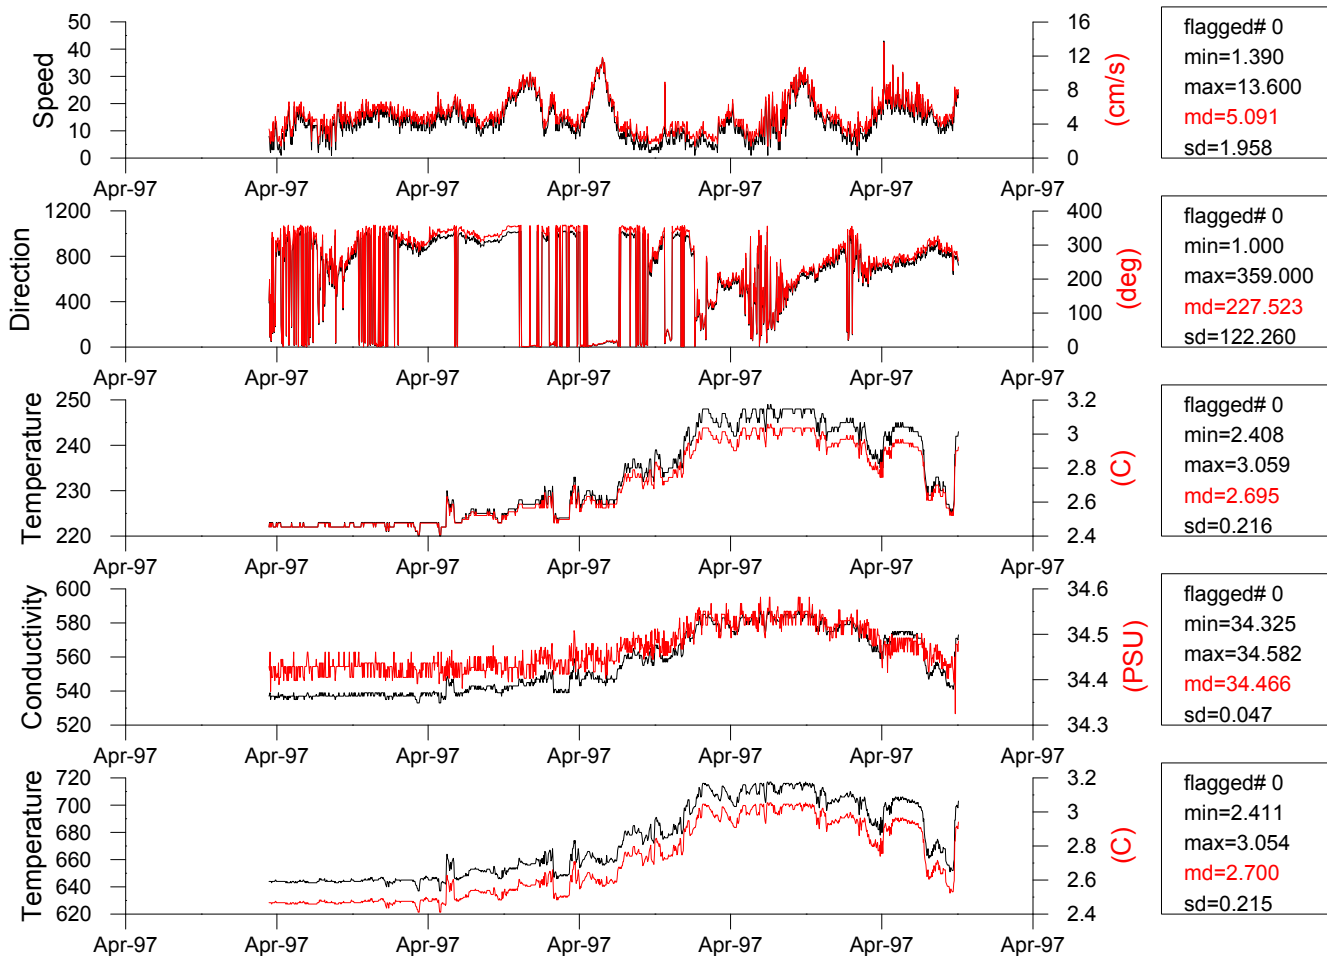 50
40
30
20
10
0
Speed
16
12
8
4
0
(cm/s)
flagged# 0
min=1.390
max=13.600
md=5.091
sd=1.958
Apr-97 Apr-97 Apr-97 Apr-97 Apr-97 Apr-97 Apr-97
1200
800
400
0
Direction
400
300
200
100
0
(deg)
flagged# 0
min=1.000
max=359.000
md=227.523
sd=122.260
Apr-97 Apr-97 Apr-97 Apr-97 Apr-97 Apr-97 Apr-97
250
240
230
220
Temperature
3.2
3
2.8
2.6
2.4
(C)
flagged# 0
min=2.408
max=3.059
md=2.695
sd=0.216
Apr-97 Apr-97 Apr-97 Apr-97 Apr-97 Apr-97 Apr-97
600
580
560
540
520
Conductivity
34.6
34.5
34.4
34.3
(PSU)
flagged# 0
min=34.325
max=34.582
md=34.466
sd=0.047
Apr-97 Apr-97 Apr-97 Apr-97 Apr-97 Apr-97 Apr-97
720
700
680
660
640
620
Temperature
3.2
3
2.8
2.6
2.4
(C)
flagged# 0
min=2.411
max=3.054
md=2.700
sd=0.215
Apr-97 Apr-97 Apr-97 Apr-97 Apr-97 Apr-97 Apr-97